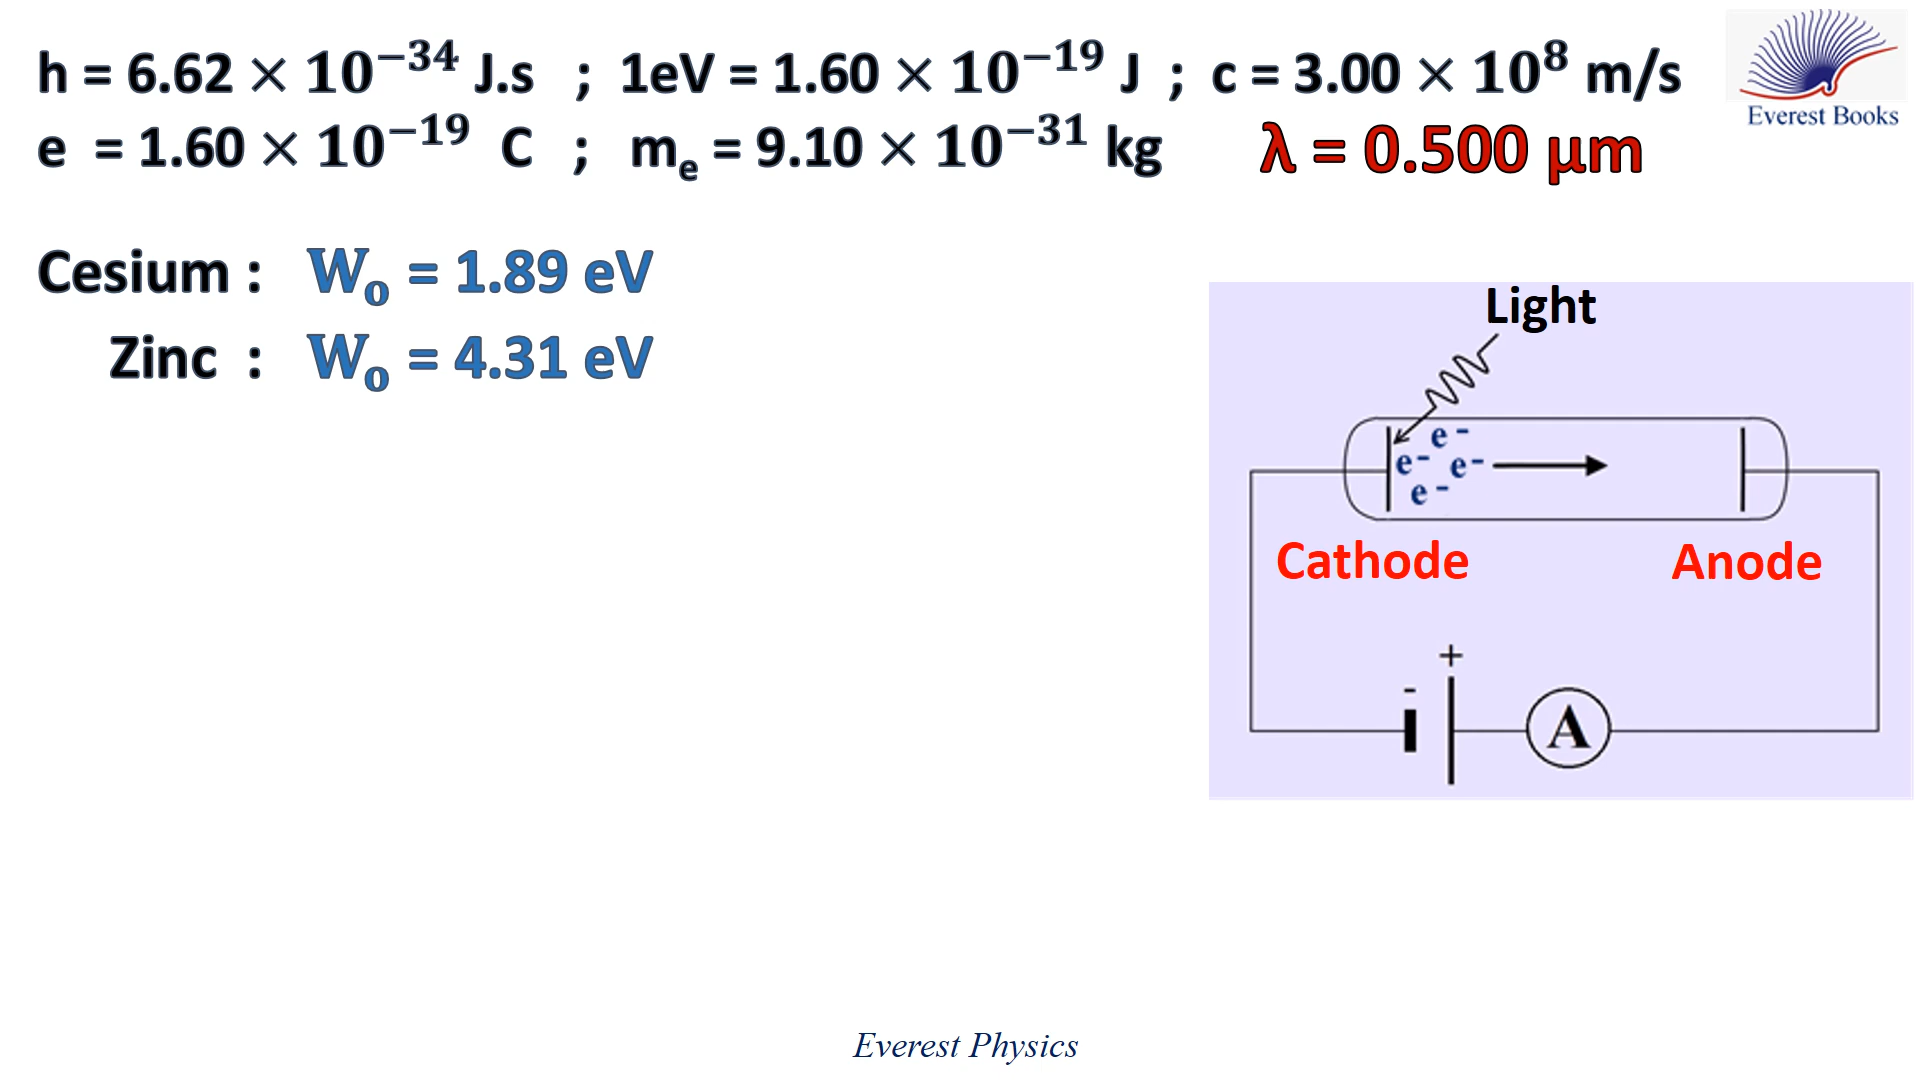 h = 6.62 × 10⁻³⁴ J.s ; 1eV = 1.60 × 10⁻¹⁹ J ; c = 3.00 × 10⁸ m/s
Everest Books
e = 1.60 × 10⁻¹⁹ C ; mₑ = 9.10 × 10⁻³¹ kg λ = 0.500 μm
Cesium : W₀ = 1.89 eV
Zinc : W₀ = 4.31 eV
Light
e -
e - e -
e -
Cathode Anode
+
-
A
Everest Physics